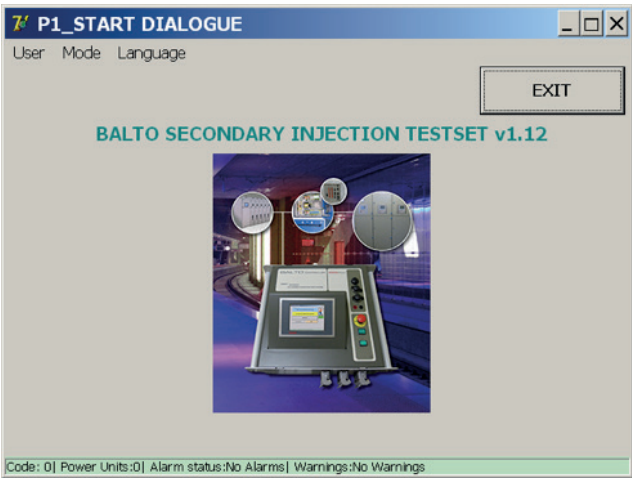 P1_START DIALOGUE
User Mode Language
EXIT
BALTO SECONDARY INJECTION TESTSET v1.12
Code: 0| Power Units:0| Alarm status:No Alarms| Warnings:No Warnings